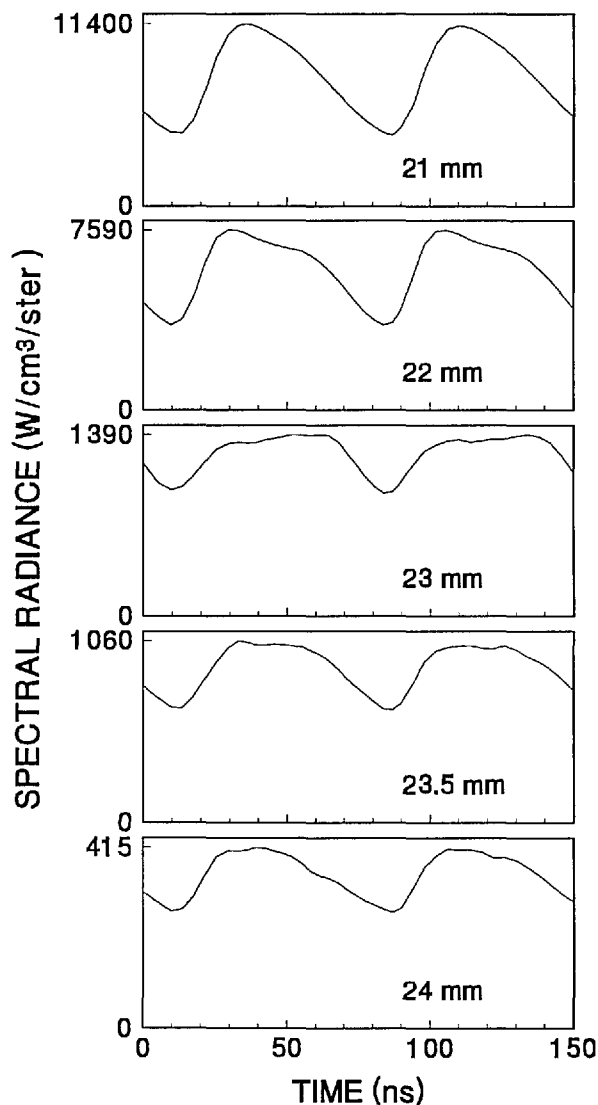 SPECTRAL RADIANCE (W/cm³/ster)
11400
0
21 mm
7590
0
22 mm
1390
0
23 mm
1060
0
23.5 mm
415
0
24 mm
0 50 100 150
TIME (ns)